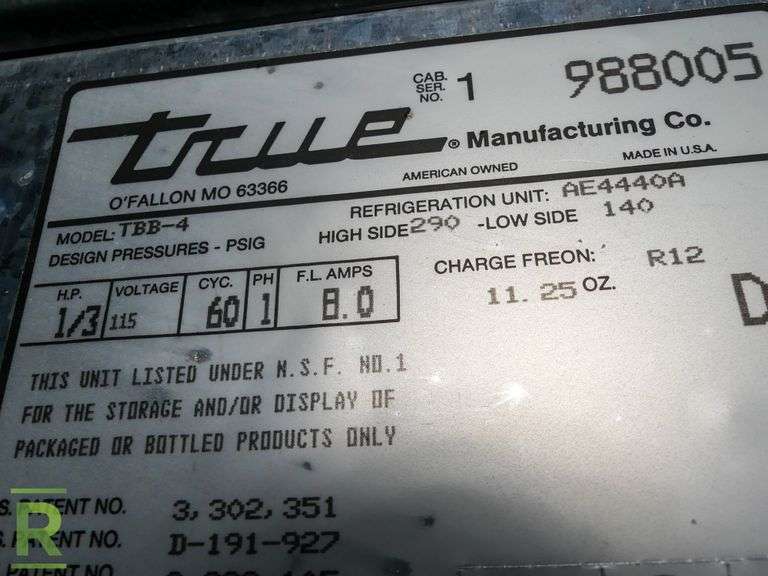 CAB. SER. NO. 1 988005
true ® Manufacturing Co.
O'FALLON MO 63366 AMERICAN OWNED MADE IN U.S.A.
MODEL: TBB-4 REFRIGERATION UNIT: AE4440A
DESIGN PRESSURES - PSIG HIGH SIDE 290 -LOW SIDE 140
H.P. VOLTAGE CYC. PH F.L. AMPS CHARGE FREON: R12
1/3 115 60 1 8.0 11.25 OZ.
D
THIS UNIT LISTED UNDER N.S.F. NO.1
FOR THE STORAGE AND/OR DISPLAY OF
PACKAGED OR BOTTLED PRODUCTS ONLY
S. PATENT NO. 3,302,351
S. PATENT NO. D-191-927
PATENT NO
R